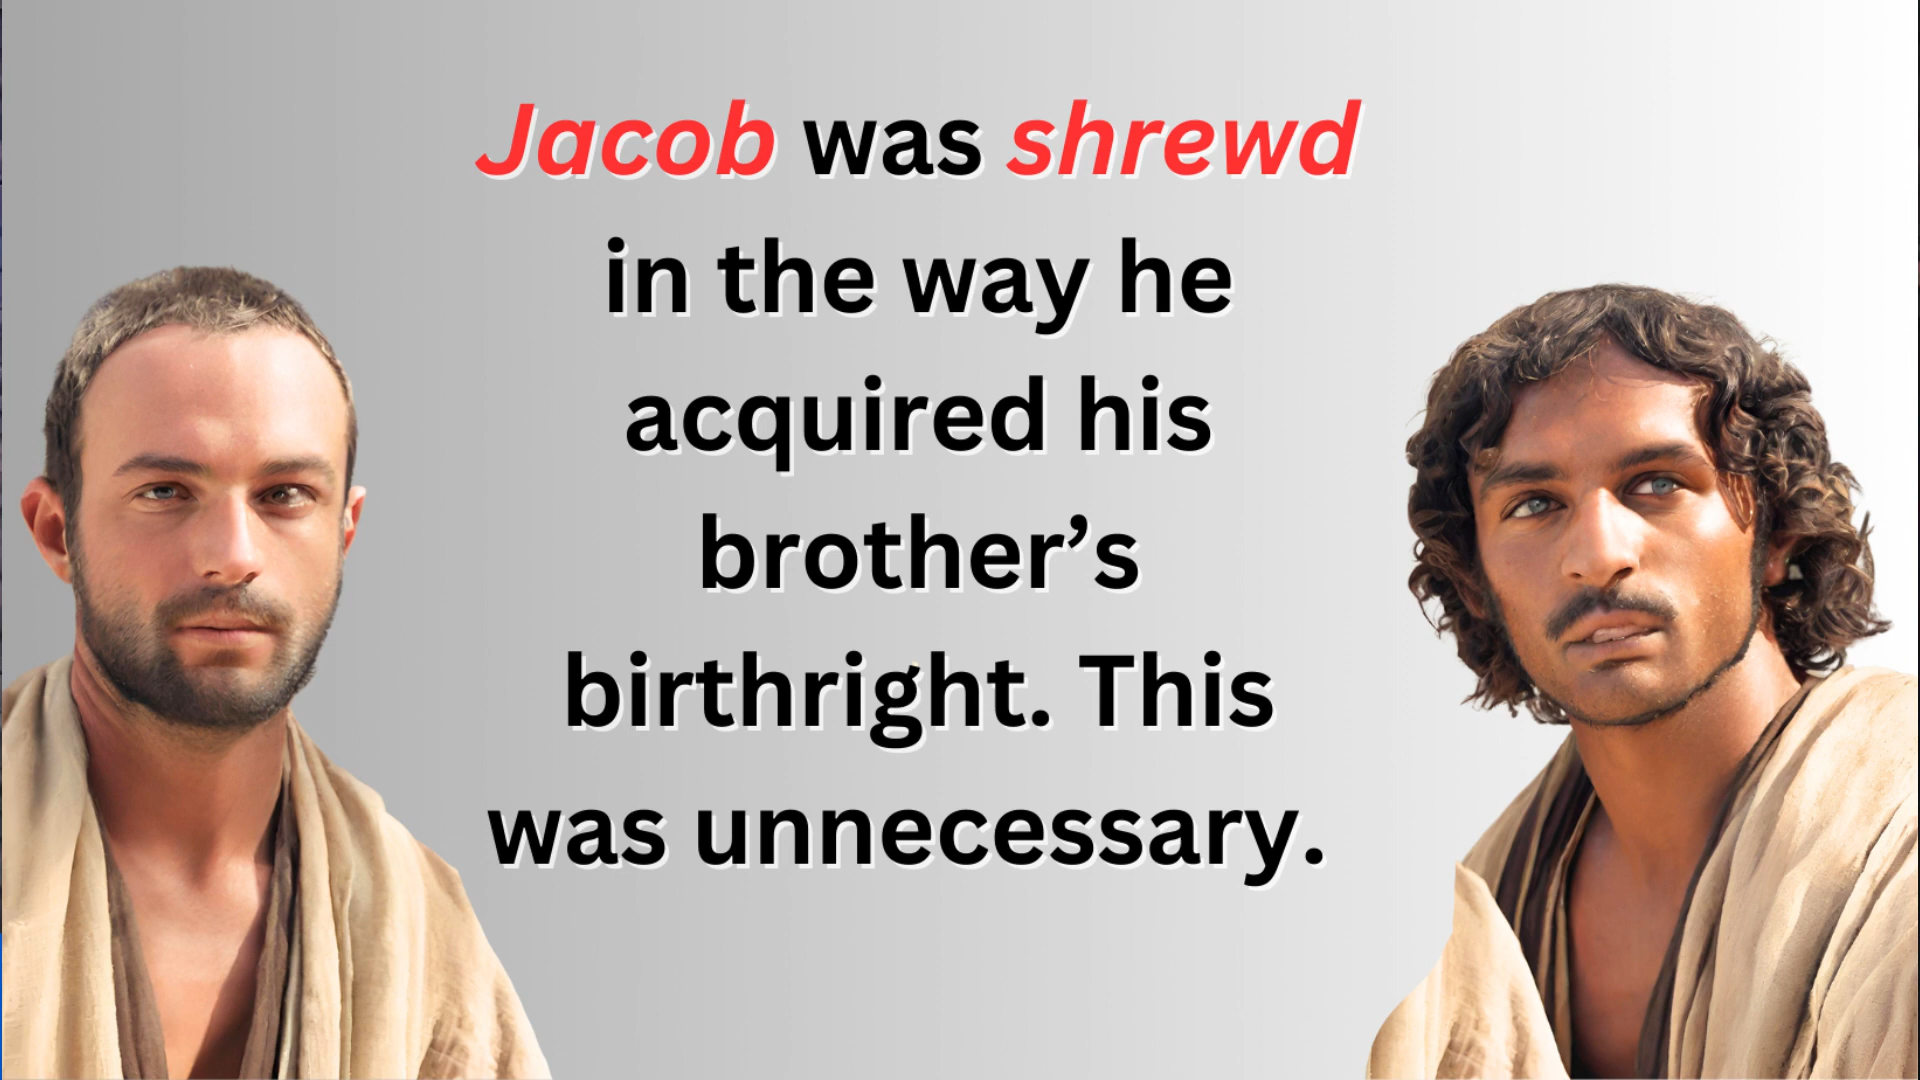 Jacob was shrewd
in the way he
acquired his
brother’s
birthright. This
was unnecessary.